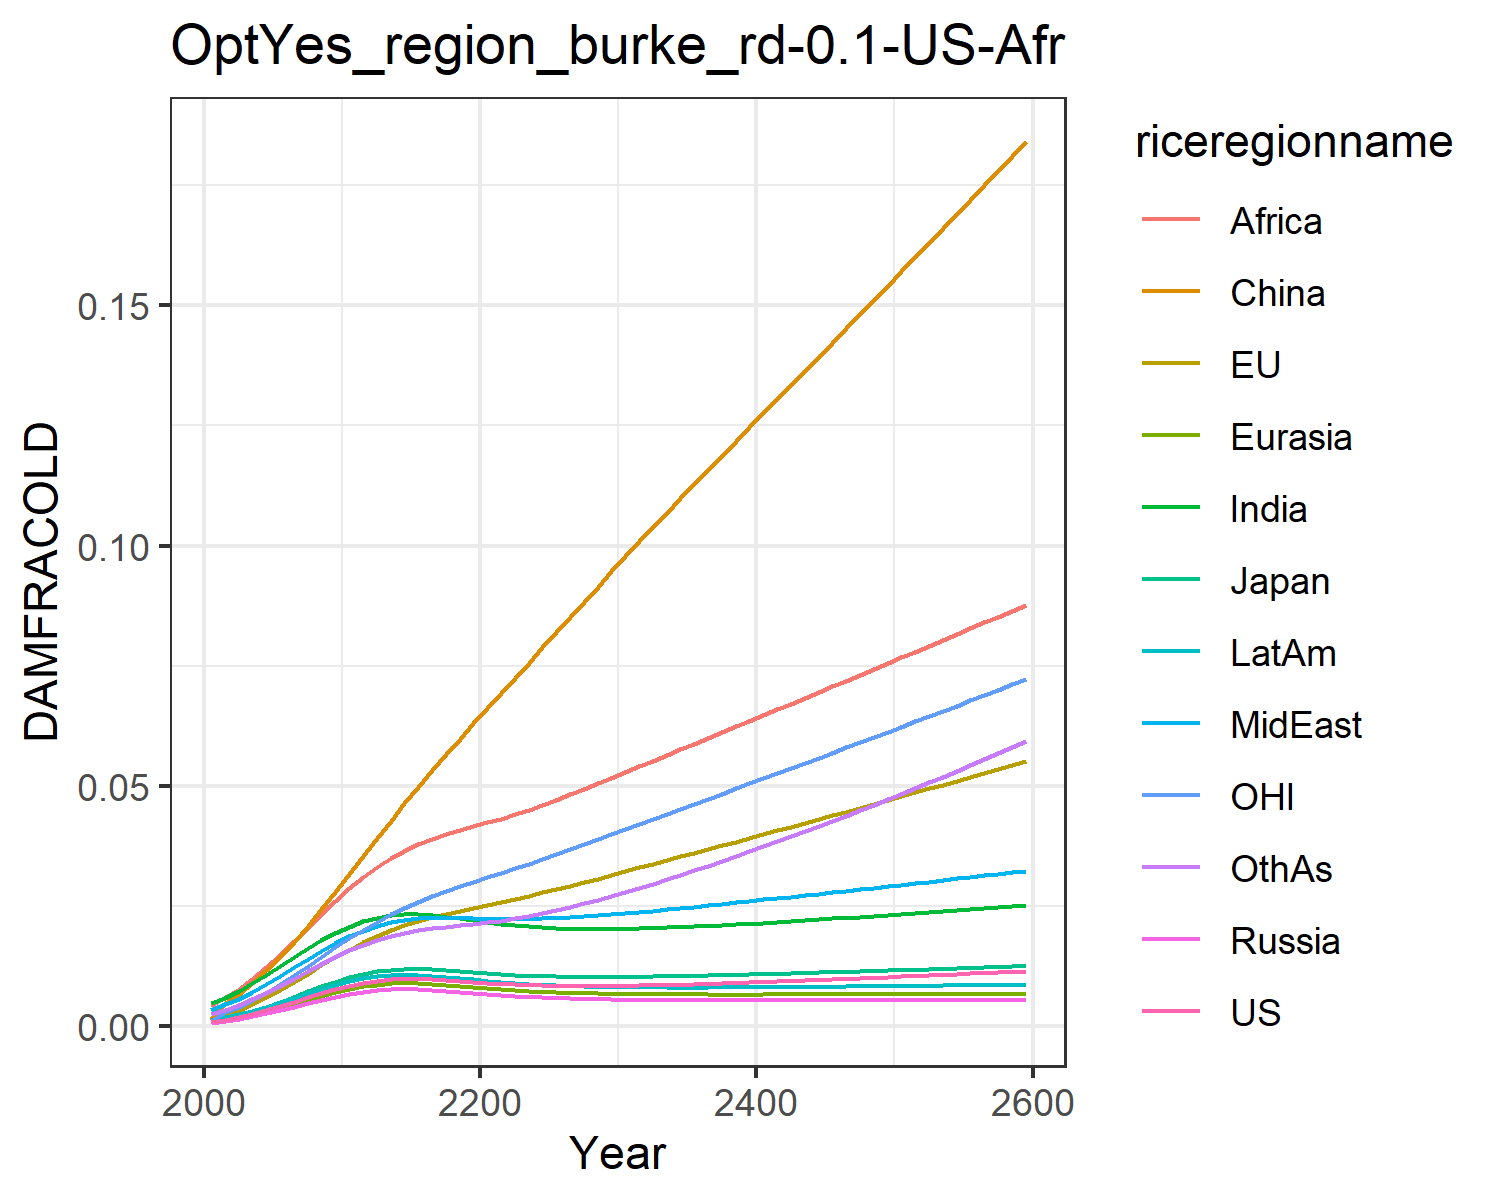 OptYes_region_burke_rd-0.1-US-Afr
DAMFRACOLD
0.15
0.10
0.05
0.00
2000 2200 2400 2600
Year
riceregionname
Africa
China
EU
Eurasia
India
Japan
LatAm
MidEast
OHI
OthAs
Russia
US